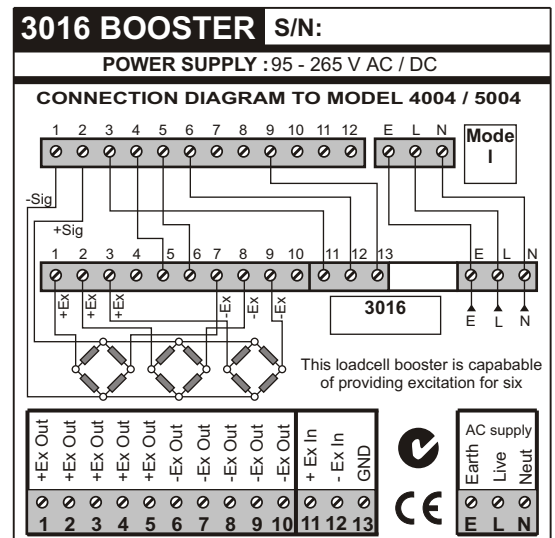 3016 BOOSTER S/N:
POWER SUPPLY : 95 - 265 V AC / DC
CONNECTION DIAGRAM TO MODEL 4004 / 5004
1 2 3 4 5 6 7 8 9 10 11 12 E L N
Mode
l
-Sig
+Sig
1 2 3 4 5 6 7 8 9 10 11 12 13 E L N
+Ex +Ex +Ex -Ex -Ex -Ex
3016
E L N
This loadcell booster is capabable
of providing excitation for six
+Ex Out +Ex Out +Ex Out +Ex Out +Ex Out -Ex Out -Ex Out -Ex Out -Ex Out -Ex Out + Ex In - Ex In GND
AC supply
Earth Live Neut
1 2 3 4 5 6 7 8 9 10 11 12 13 E L N
CE